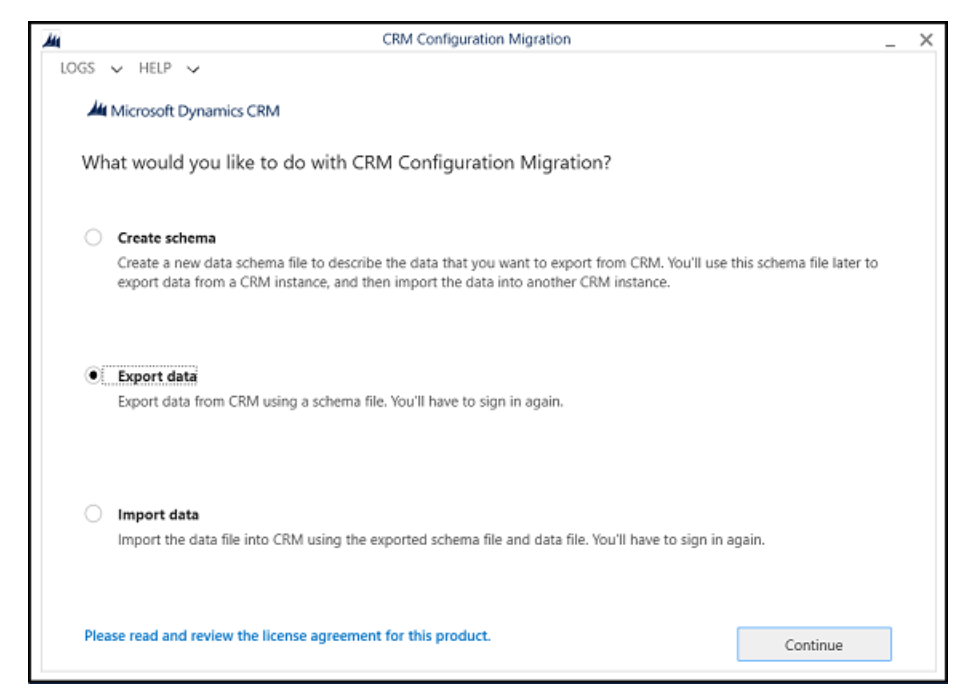 CRM Configuration Migration
LOGS HELP
Microsoft Dynamics CRM
What would you like to do with CRM Configuration Migration?
Create schema
Create a new data schema file to describe the data that you want to export from CRM. You'll use this schema file later to
export data from a CRM instance, and then import the data into another CRM instance.
Export data
Export data from CRM using a schema file. You'll have to sign in again.
Import data
Import the data file into CRM using the exported schema file and data file. You'll have to sign in again.
Please read and review the license agreement for this product.
Continue